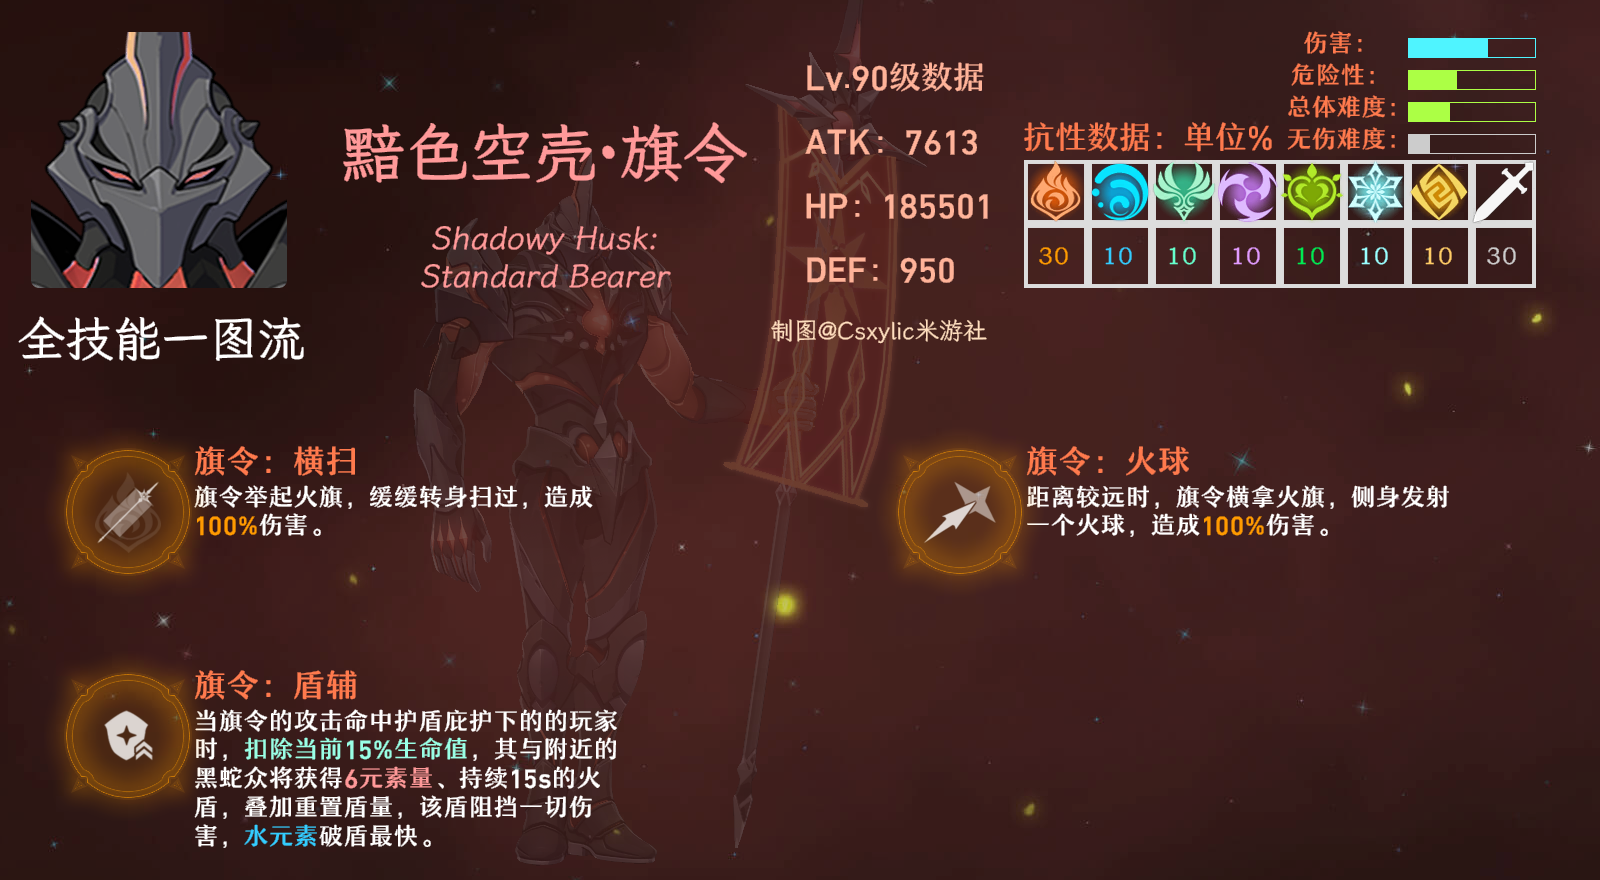 黯色空壳·旗令
Shadowy Husk:
Standard Bearer
全技能一图流
Lv.90级数据
ATK：7613
HP：185501
DEF：950
制图@Csxylic米游社
伤害：
危险性：
总体难度：
无伤难度：
抗性数据：单位%
30 10 10 10 10 10 10 30
旗令：横扫
旗令举起火旗，缓缓转身扫过，造成
100%伤害。
旗令：火球
距离较远时，旗令横拿火旗，侧身发射
一个火球，造成100%伤害。
旗令：盾辅
当旗令的攻击命中护盾庇护下的的玩家
时，扣除当前15%生命值，其与附近的
黑蛇众将获得6元素量、持续15s的火
盾，叠加重置盾量，该盾阻挡一切伤
害，水元素破盾最快。